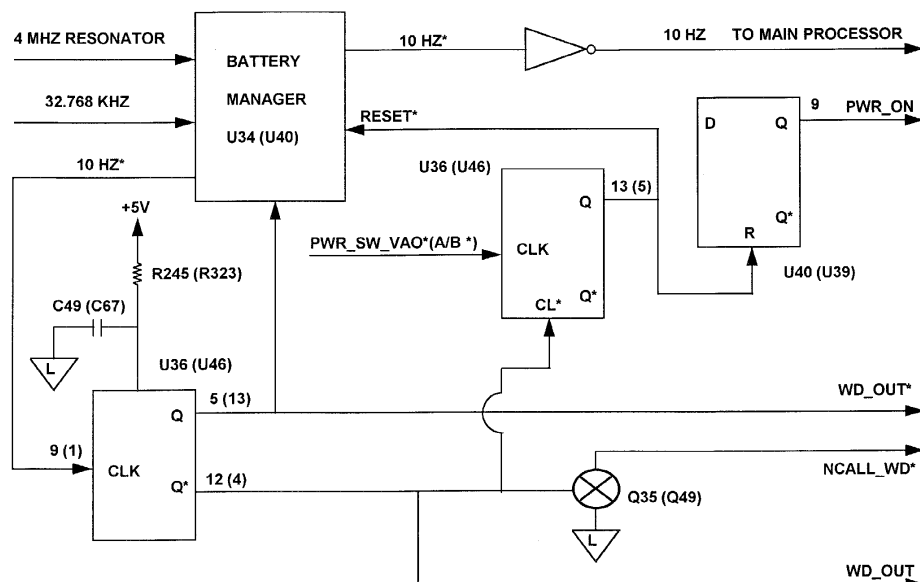 4 MHZ RESONATOR
BATTERY
MANAGER
U34 (U40)
10 HZ*
10 HZ
TO MAIN PROCESSOR
32.768 KHZ
RESET*
D
Q
Q*
R
9
PWR_ON
U40 (U39)
10 HZ*
U36 (U46)
Q
CLK
Q*
CL*
13 (5)
PWR_SW_VAO*(A/B *)
+5V
R245 (R323)
C49 (C67)
L
U36 (U46)
Q
CLK
Q*
5 (13)
WD_OUT*
9 (1)
12 (4)
NCALL_WD*
Q35 (Q49)
L
WD_OUT